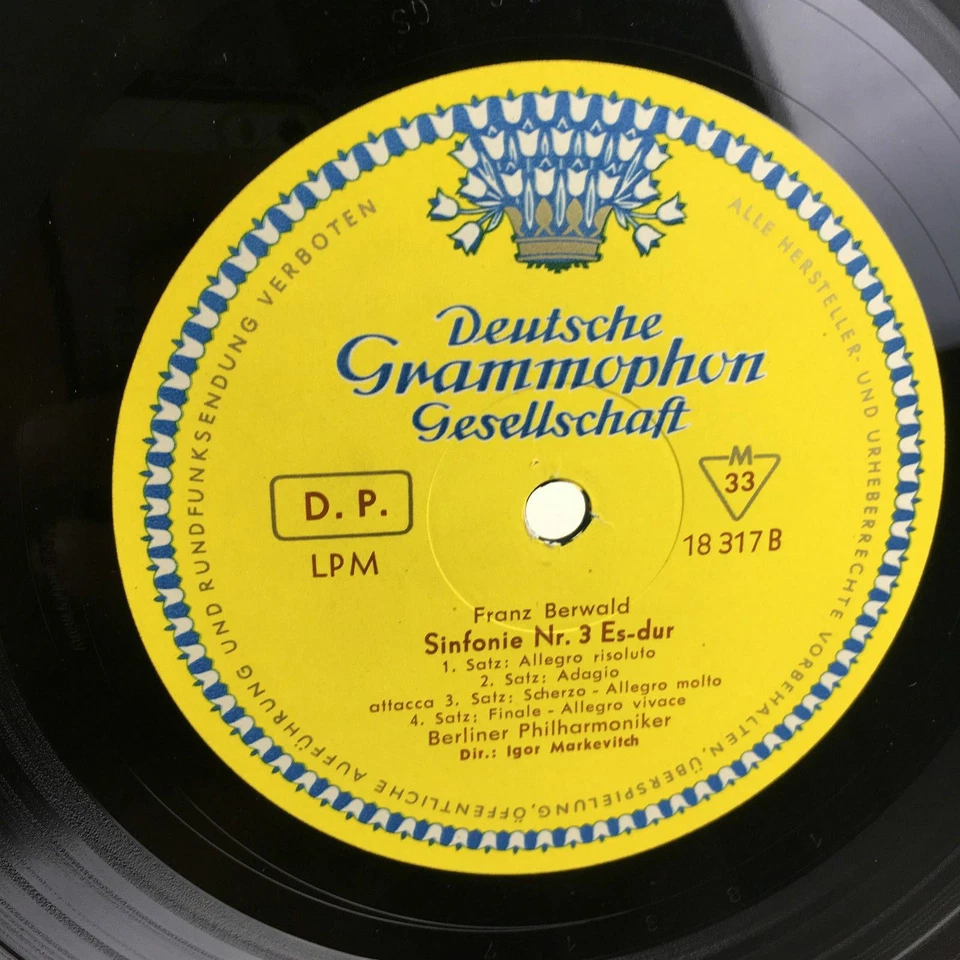 Deutsche
Grammophon
Gesellschaft
D. P.
LPM
M
33
18 317 B
Franz Berwald
Sinfonie Nr. 3 Es-dur
1. Satz: Allegro risoluto
2. Satz: Adagio
attacca 3. Satz: Scherzo - Allegro molto
4. Satz: Finale - Allegro vivace
Berliner Philharmoniker
Dir.: Igor Markevitch
ALLE HERSTELLER- UND URHEBERRECHTE VORBEHALTEN, ÜBERSPIELUNG, ÖFFENTLICHE AUFFÜHRUNG UND RUNDFUNKSENDUNG VERBOTEN